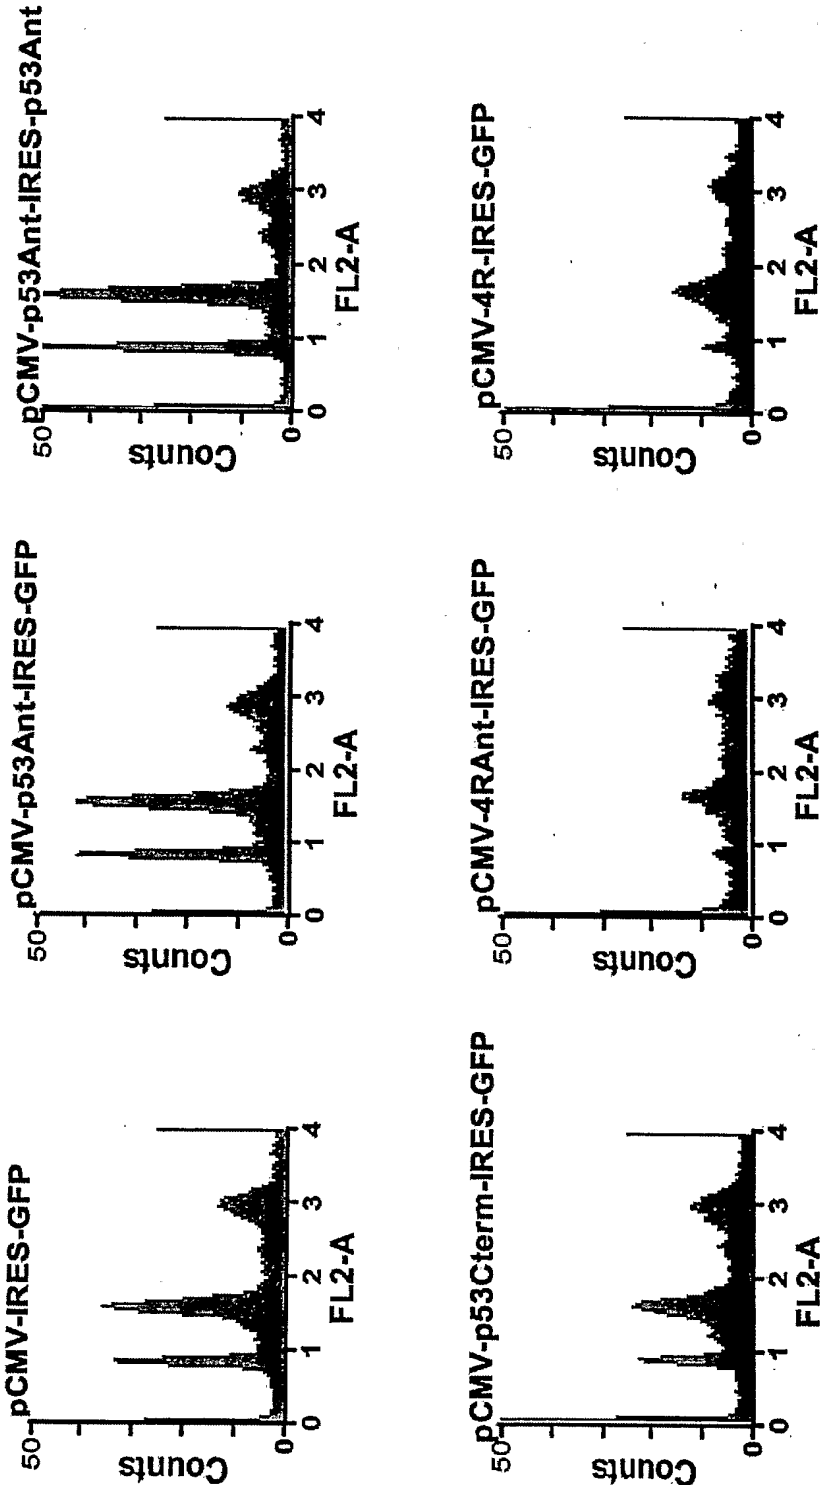 pCMV-IRES-GFP
50
Counts
0
0 1 2 3 4
FL2-A
pCMV-p53Ant-IRES-GFP
50
Counts
0
0 1 2 3 4
FL2-A
pCMV-p53Ant-IRES-p53Ant
50
Counts
0
0 1 2 3 4
FL2-A
pCMV-p53Cterm-IRES-GFP
50
Counts
0
0 1 2 3 4
FL2-A
pCMV-4RAnt-IRES-GFP
50
Counts
0
0 1 2 3 4
FL2-A
pCMV-4R-IRES-GFP
50
Counts
0
0 1 2 3 4
FL2-A